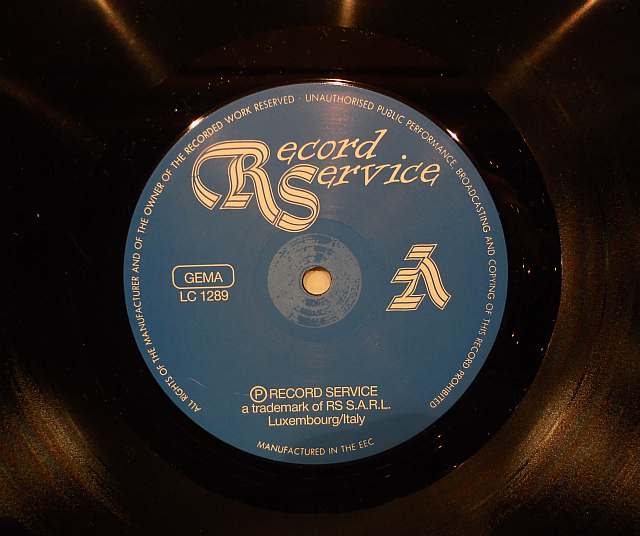 ALL RIGHTS OF THE MANUFACTURER AND OF THE OWNER OF THE RECORDED WORK RESERVED · UNAUTHORISED PUBLIC PERFORMANCE, BROADCASTING AND COPYING OF THIS RECORD PROHIBITED
Record
Service
GEMA
LC 1289
A
Ⓟ RECORD SERVICE
a trademark of RS S.A.R.L.
Luxembourg/Italy
MANUFACTURED IN THE EEC